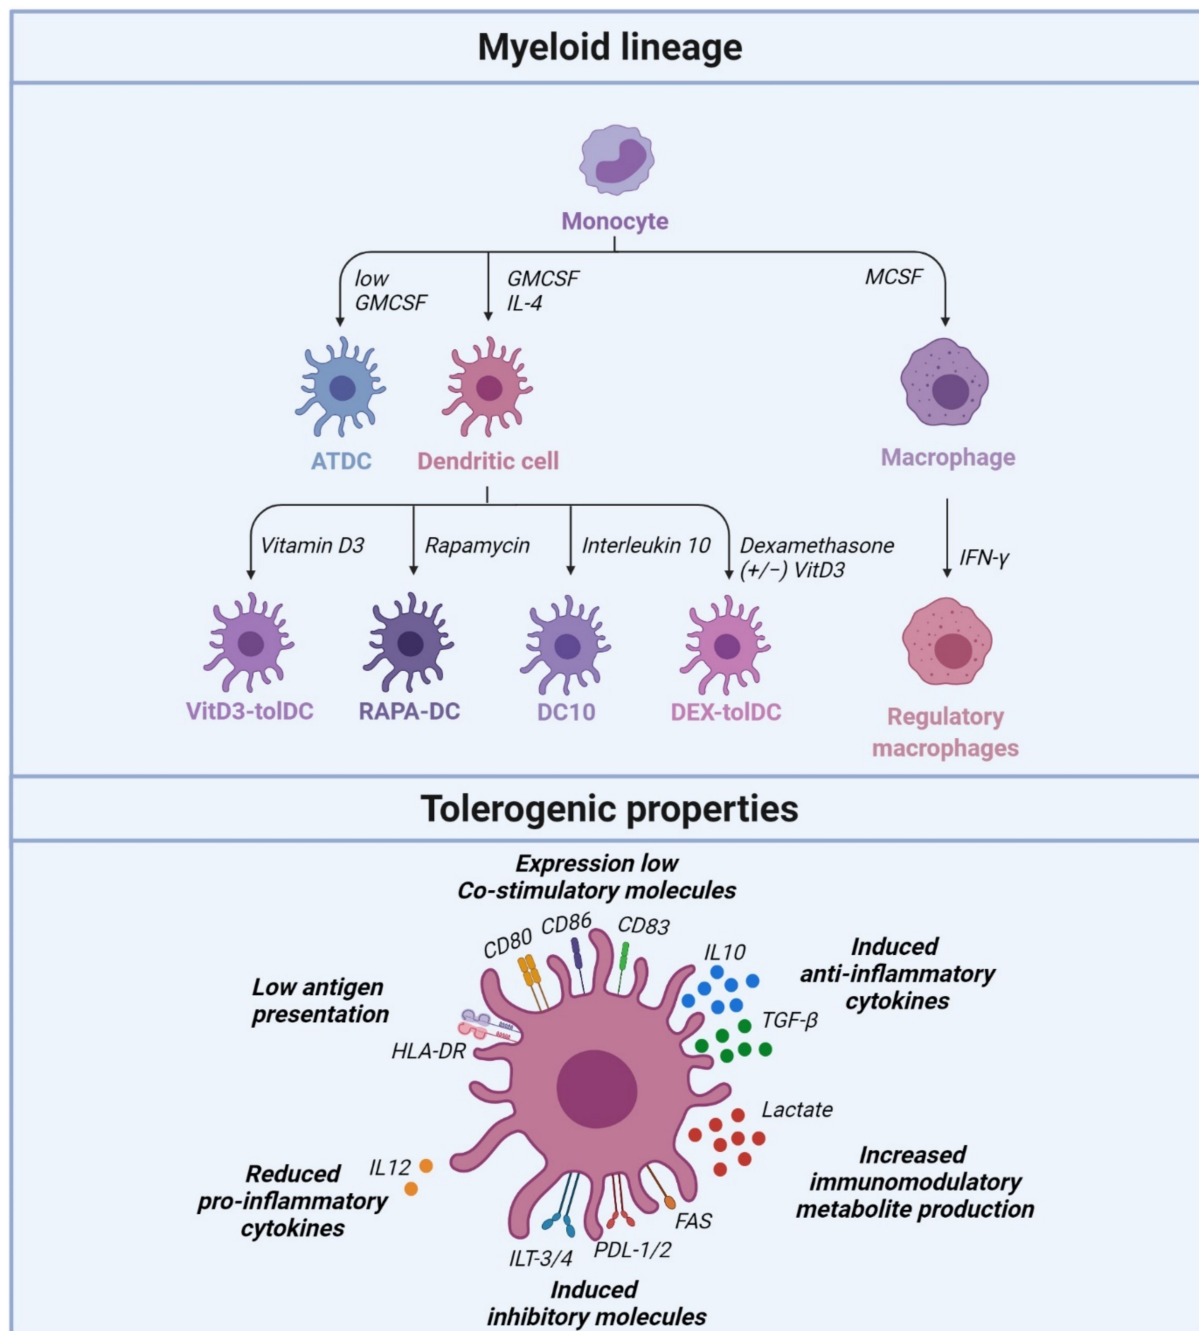 Myeloid lineage
Monocyte
low
GMCSF
GMCSF
IL-4
MCSF
ATDC
Dendritic cell
Macrophage
Vitamin D3
Rapamycin
Interleukin 10
Dexamethasone
(+/−) VitD3
IFN-γ
VitD3-tolDC
RAPA-DC
DC10
DEX-tolDC
Regulatory
macrophages
Tolerogenic properties
Expression low
Co-stimulatory molecules
CD80
CD86
CD83
IL10
Induced
anti-inflammatory
cytokines
Low antigen
presentation
TGF-β
HLA-DR
Lactate
Reduced
pro-inflammatory
cytokines
IL12
Increased
immunomodulatory
metabolite production
FAS
PDL-1/2
ILT-3/4
Induced
inhibitory molecules